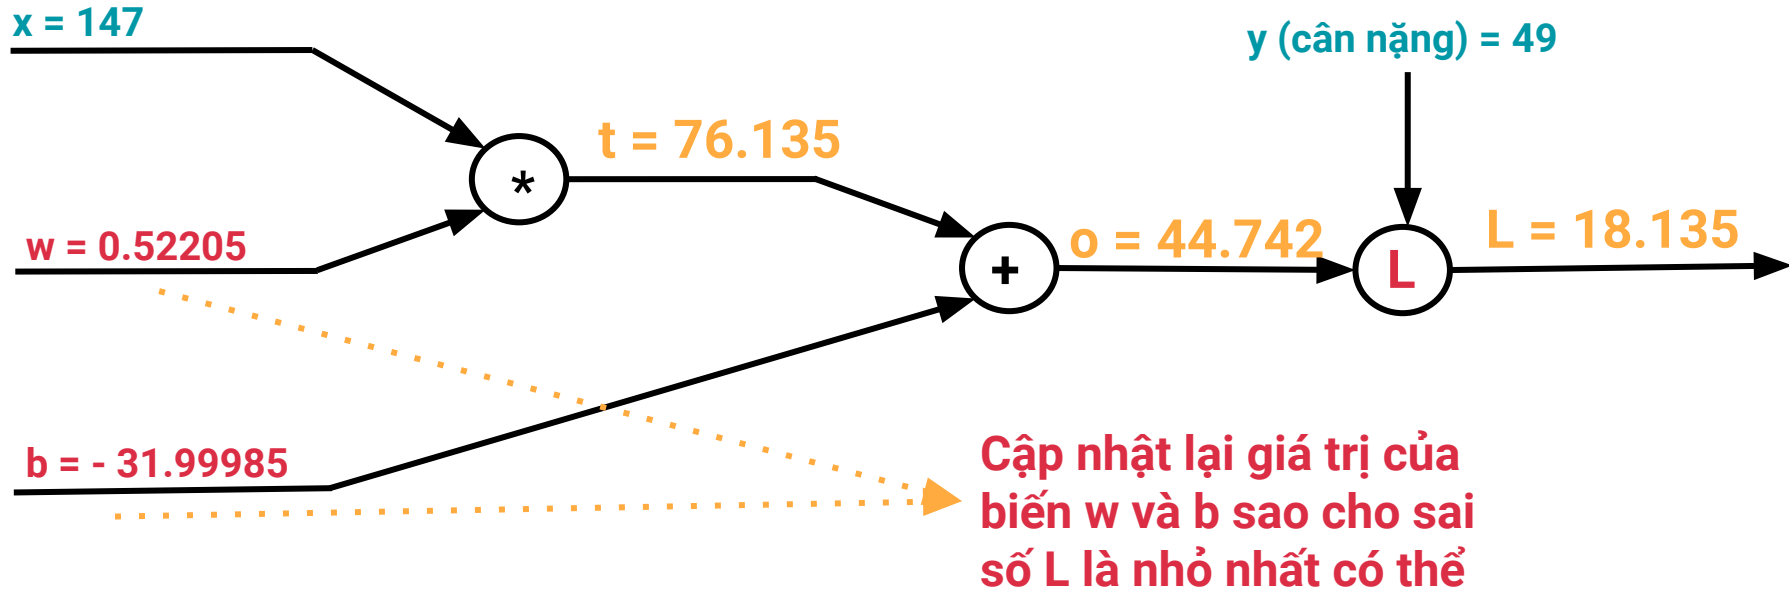 x = 147
y (cân nặng) = 49
t = 76.135
*
w = 0.52205
o = 44.742
L = 18.135
+
L
b = - 31.99985
Cập nhật lại giá trị của
biến w và b sao cho sai
số L là nhỏ nhất có thể